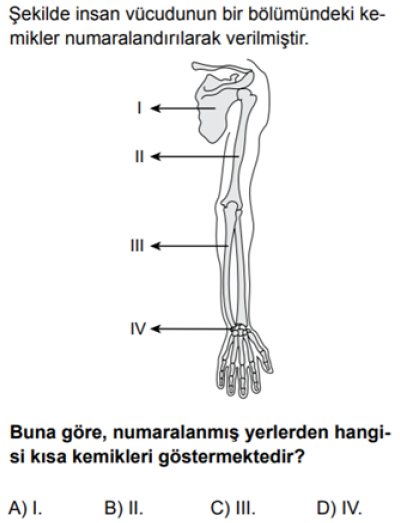 Şekilde insan vücudunun bir bölümündeki ke-
mikler numaralandırılarak verilmiştir.
I
II
III
IV
Buna göre, numaralanmış yerlerden hangi-
si kısa kemikleri göstermektedir?
A) I. B) II. C) III. D) IV.